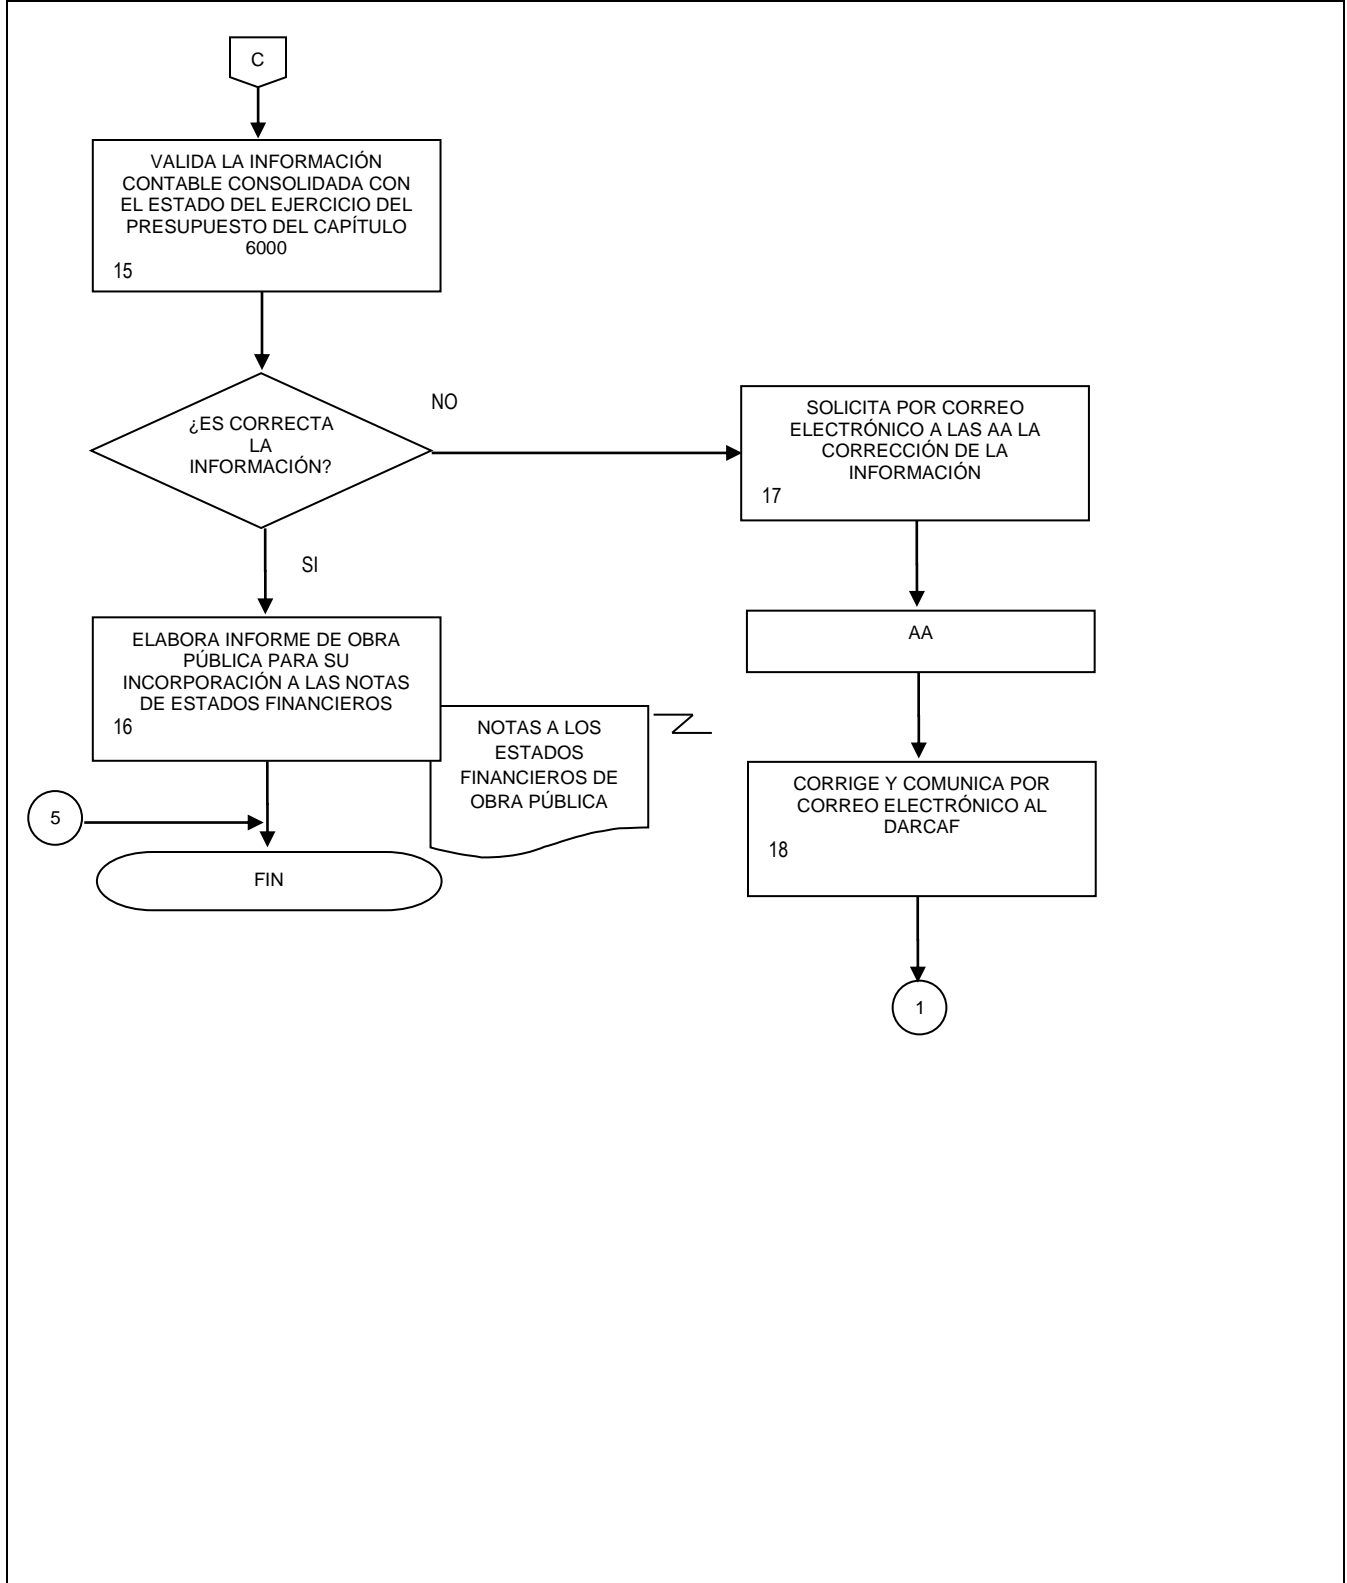 C
VALIDA LA INFORMACIÓN
CONTABLE CONSOLIDADA CON
EL ESTADO DEL EJERCICIO DEL
PRESUPUESTO DEL CAPÍTULO
6000
15
¿ES CORRECTA
LA
INFORMACIÓN?
NO
SOLICITA POR CORREO
ELECTRÓNICO A LAS AA LA
CORRECCIÓN DE LA
INFORMACIÓN
17
SI
AA
ELABORA INFORME DE OBRA
PÚBLICA PARA SU
INCORPORACIÓN A LAS NOTAS
DE ESTADOS FINANCIEROS
16
NOTAS A LOS
ESTADOS
FINANCIEROS DE
OBRA PÚBLICA
CORRIGE Y COMUNICA POR
CORREO ELECTRÓNICO AL
DARCAF
18
5
FIN
1